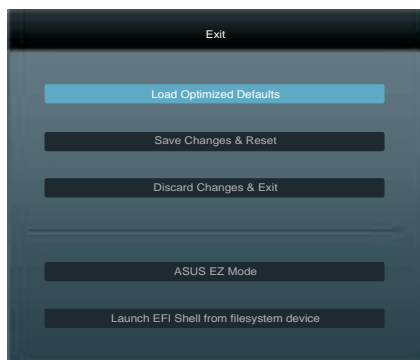 Exit
Load Optimized Defaults
Save Changes & Reset
Discard Changes & Exit
ASUS EZ Mode
Launch EFI Shell from filesystem device